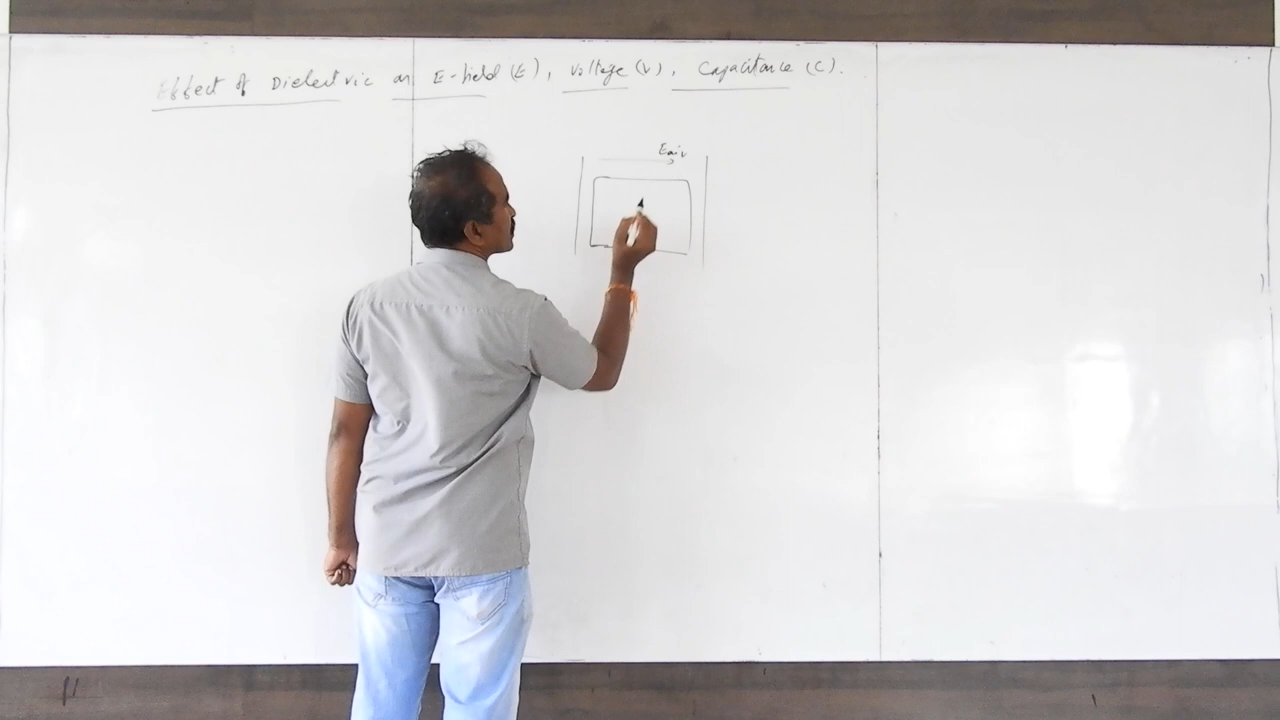 Effect of Dielectric on E-field (E), Voltage (V), Capacitance (C).
Eair